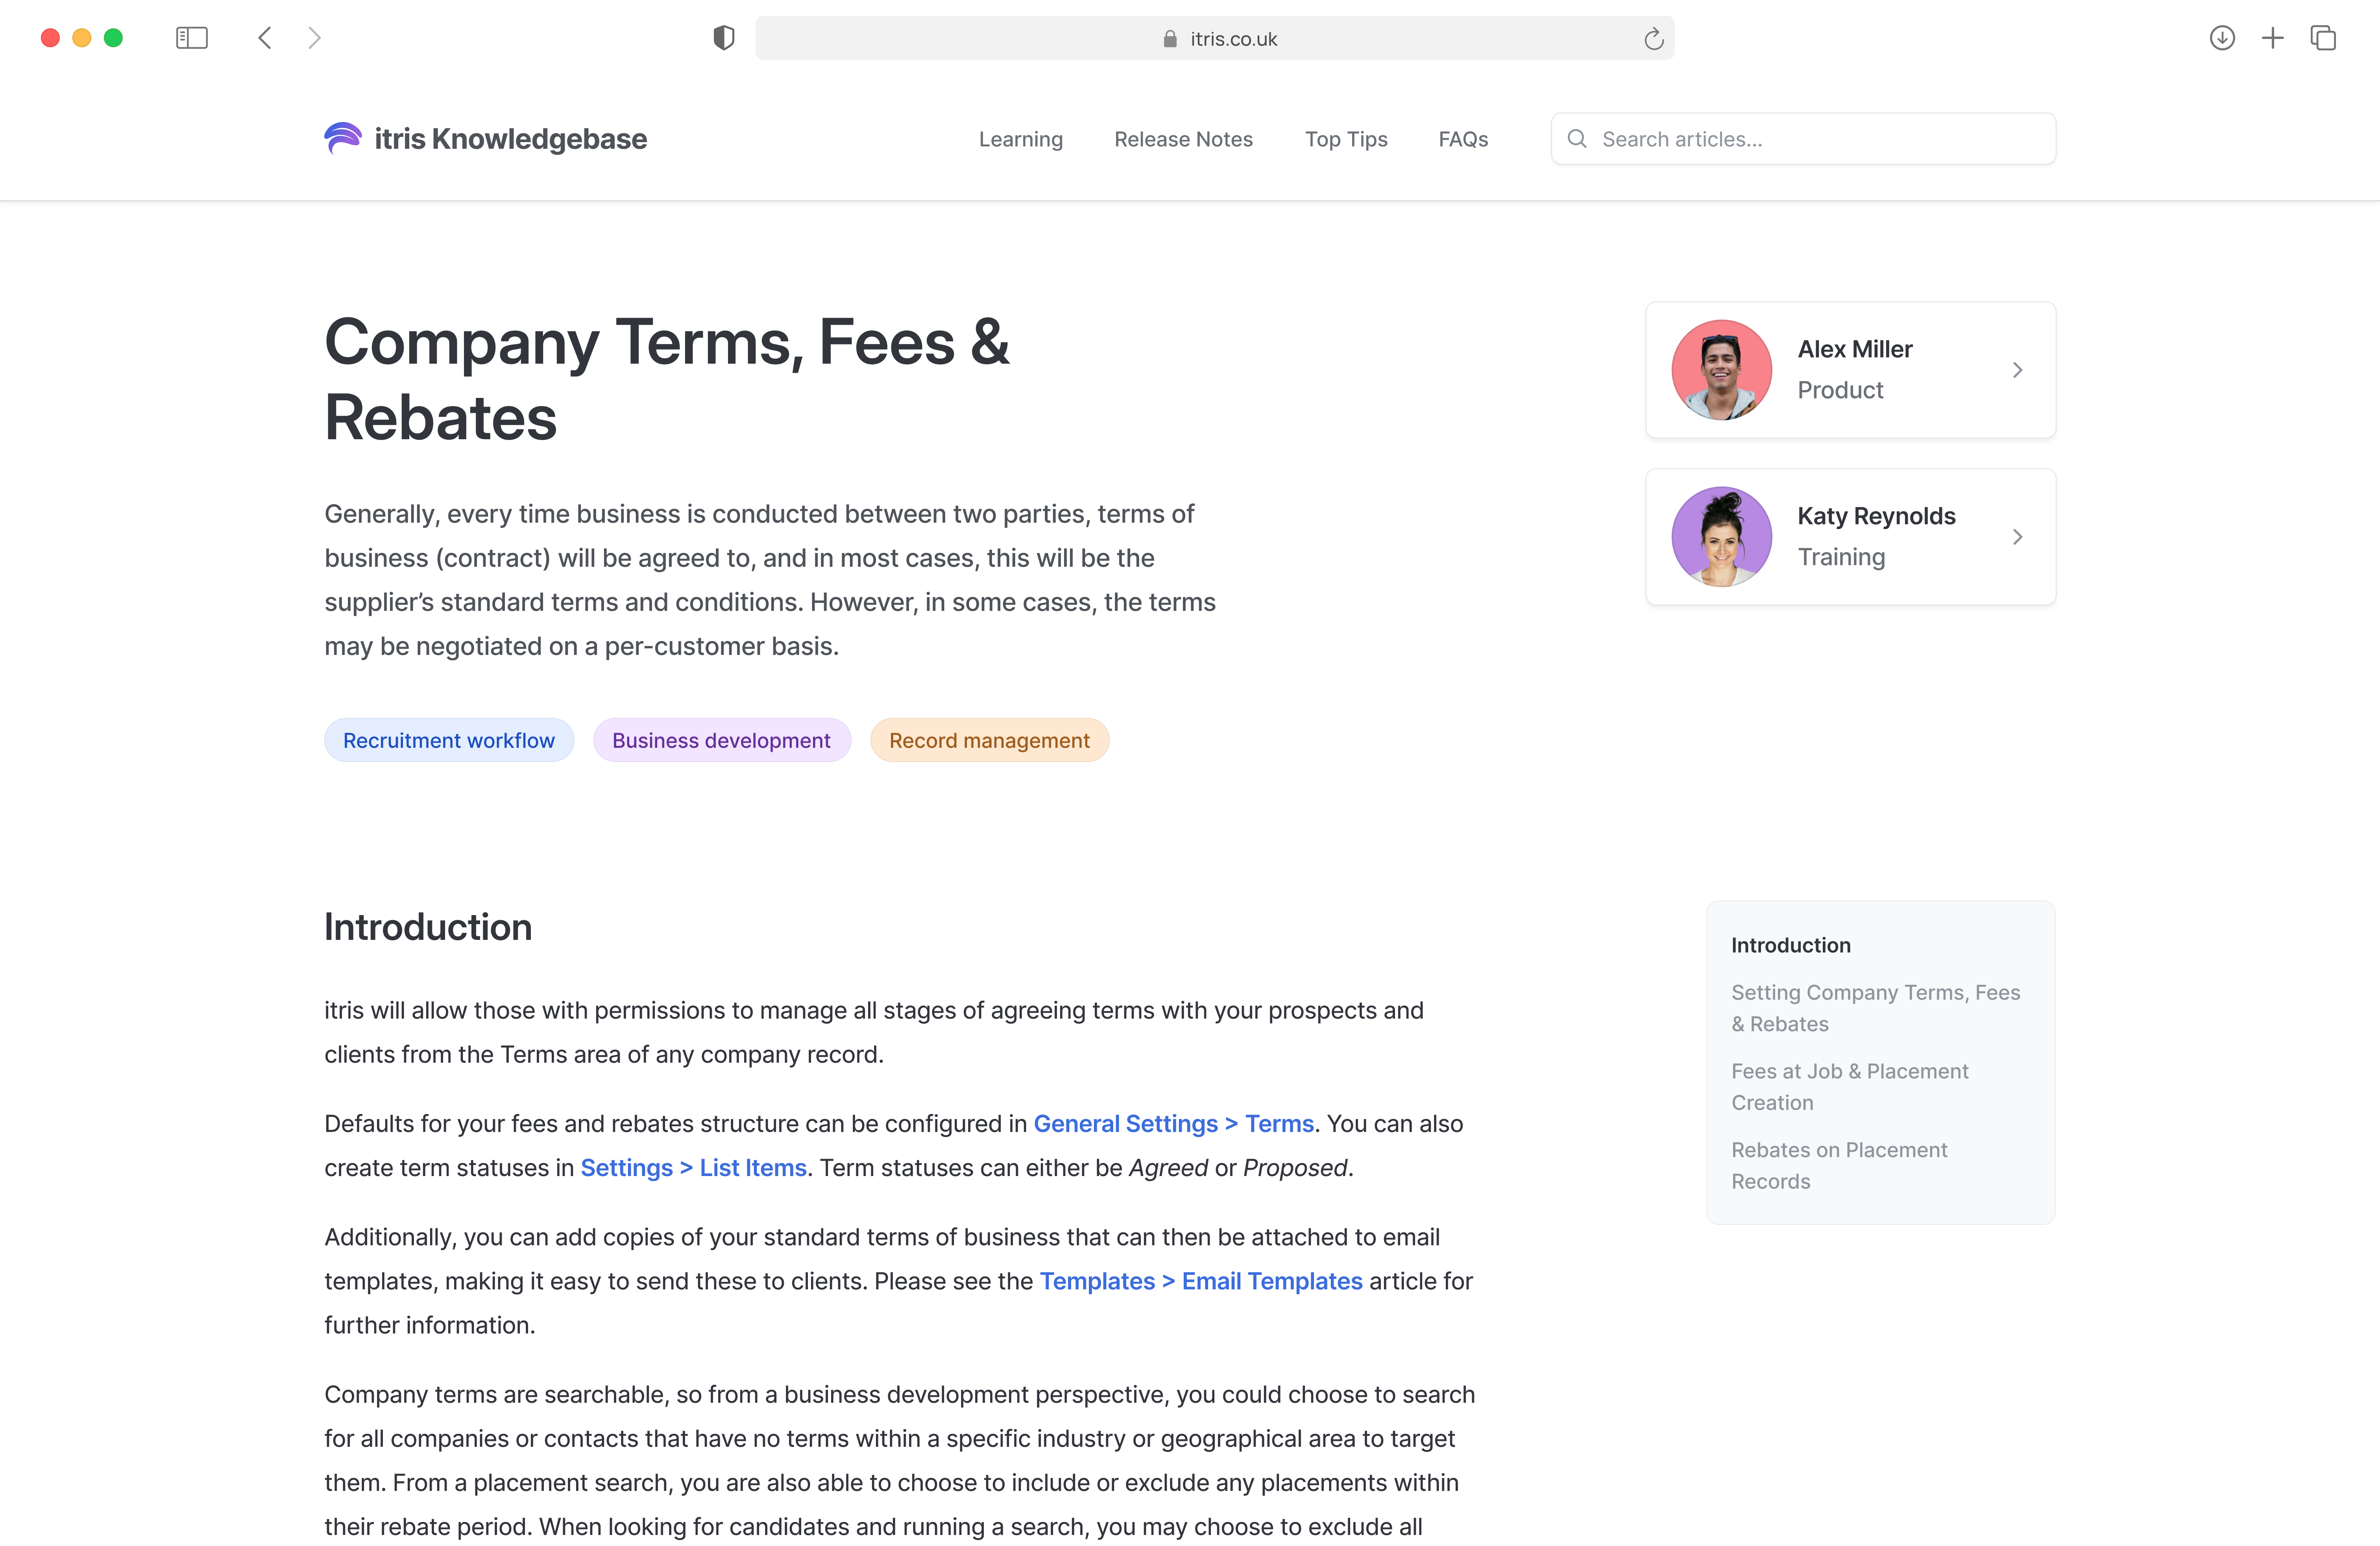 itris.co.uk
itris Knowledgebase
Learning
Release Notes
Top Tips
FAQs
Search articles...
Company Terms, Fees &
Rebates
Generally, every time business is conducted between two parties, terms of
business (contract) will be agreed to, and in most cases, this will be the
supplier’s standard terms and conditions. However, in some cases, the terms
may be negotiated on a per-customer basis.
Recruitment workflow
Business development
Record management
Alex Miller
Product
Katy Reynolds
Training
Introduction
itris will allow those with permissions to manage all stages of agreeing terms with your prospects and
clients from the Terms area of any company record.
Defaults for your fees and rebates structure can be configured in General Settings > Terms. You can also
create term statuses in Settings > List Items. Term statuses can either be Agreed or Proposed.
Additionally, you can add copies of your standard terms of business that can then be attached to email
templates, making it easy to send these to clients. Please see the Templates > Email Templates article for
further information.
Company terms are searchable, so from a business development perspective, you could choose to search
for all companies or contacts that have no terms within a specific industry or geographical area to target
them. From a placement search, you are also able to choose to include or exclude any placements within
their rebate period. When looking for candidates and running a search, you may choose to exclude all
Introduction
Setting Company Terms, Fees
& Rebates
Fees at Job & Placement
Creation
Rebates on Placement
Records